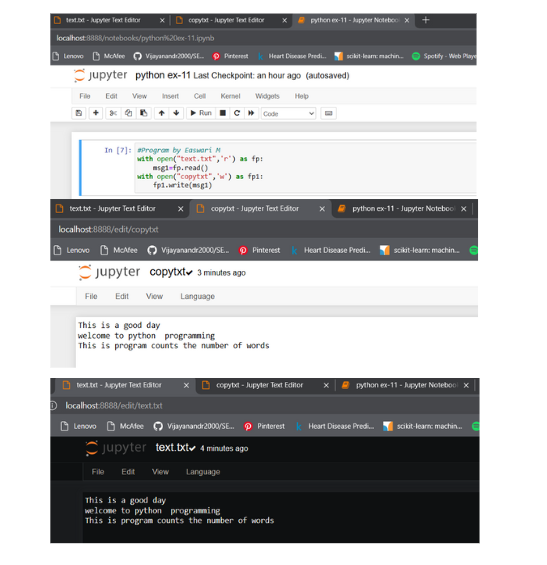 text.txt - Jupyter Text Editor × copytxt - Jupyter Text Editor × python ex-11 - Jupyter Noteboo × +
localhost:8888/notebooks/python%20ex-11.ipynb
Lenovo McAfee Vijayanandr2000/SE... Pinterest Heart Disease Predi... scikit-learn: machin... Spotify - Web Playe
jupyter python ex-11 Last Checkpoint: an hour ago (autosaved)
File Edit View Insert Cell Kernel Widgets Help
Run Code
In [7]: #Program by Easwari M
with open("text.txt",'r') as fp:
msg1=fp.read()
with open("copytxt",'w') as fp1:
fp1.write(msg1)
text.txt - Jupyter Text Editor × copytxt - Jupyter Text Editor × python ex-11 - Jupyter Noteboo ×
localhost:8888/edit/copytxt
Lenovo McAfee Vijayanandr2000/SE... Pinterest Heart Disease Predi... scikit-learn: machin...
jupyter copytxt✔ 3 minutes ago
File Edit View Language
This is a good day
welcome to python  programming
This is program counts the number of words
text.txt - Jupyter Text Editor × copytxt - Jupyter Text Editor × python ex-11 - Jupyter Noteboo ×
localhost:8888/edit/text.txt
Lenovo McAfee Vijayanandr2000/SE... Pinterest Heart Disease Predi... scikit-learn: machin...
jupyter text.txt✔ 4 minutes ago
File Edit View Language
This is a good day
welcome to python  programming
This is program counts the number of words